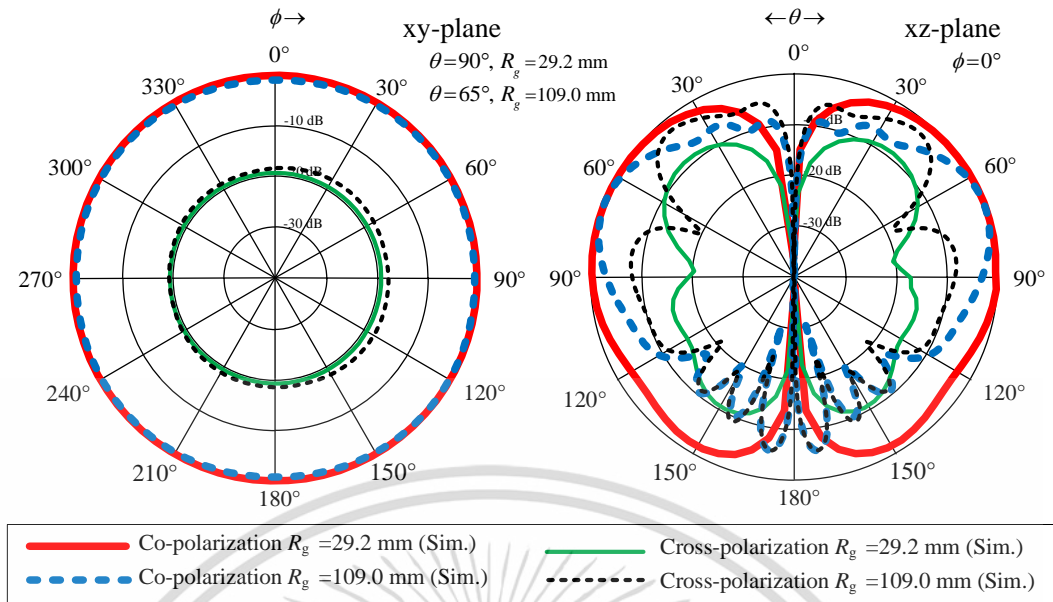 ϕ→
xy-plane
θ=90°, Rg =29.2 mm
θ=65°, Rg =109.0 mm
0°
30°
60°
90°
120°
150°
180°
210°
240°
270°
300°
330°
-10 dB
-30 dB
←θ→
xz-plane
ϕ=0°
0°
30°
30°
60°
60°
90°
90°
120°
120°
150°
150°
180°
dB
20 dB
-30 dB
Co-polarization Rg =29.2 mm (Sim.)
Co-polarization Rg =109.0 mm (Sim.)
Cross-polarization Rg =29.2 mm (Sim.)
Cross-polarization Rg =109.0 mm (Sim.)